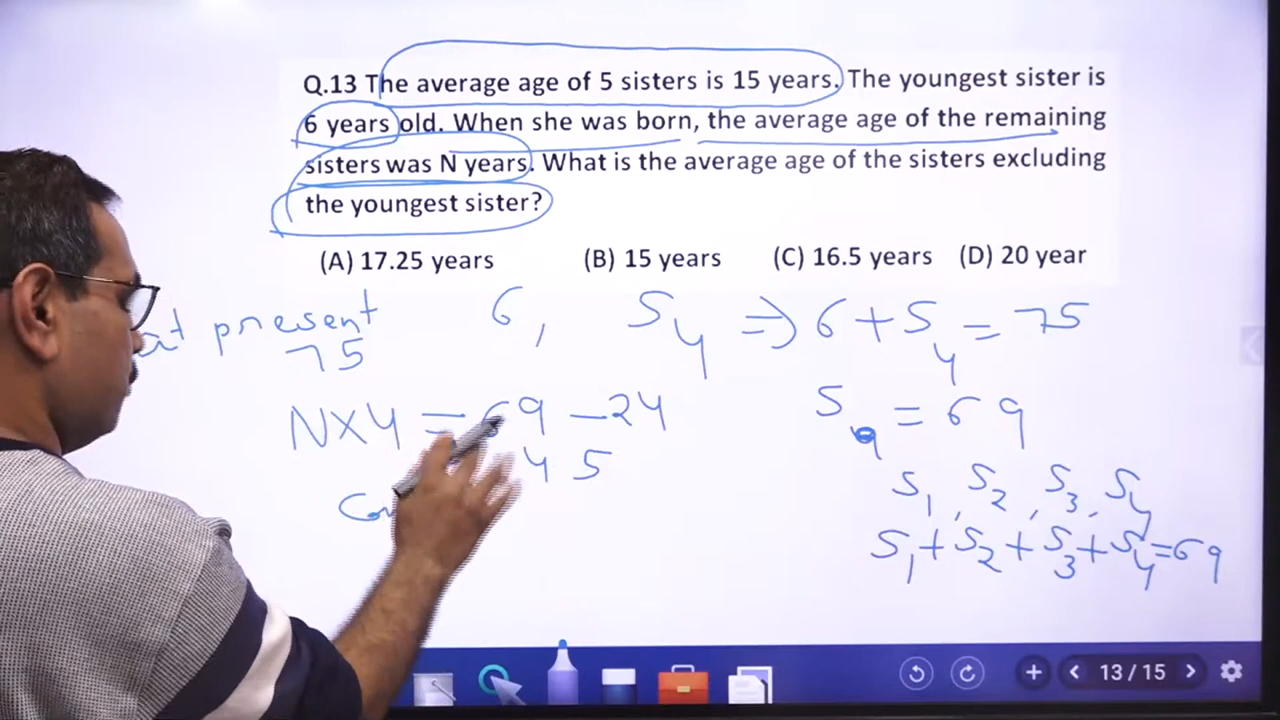 Q.13 The average age of 5 sisters is 15 years. The youngest sister is
6 years old. When she was born, the average age of the remaining
sisters was N years. What is the average age of the sisters excluding
the youngest sister?
(A) 17.25 years (B) 15 years (C) 16.5 years (D) 20 year
at present 6, S4 => 6+S4 = 75
75
N×4 = 69 - 24 S4 = 69
45
S1, S2, S3, S4
S1+S2+S3+S4=69
13/15